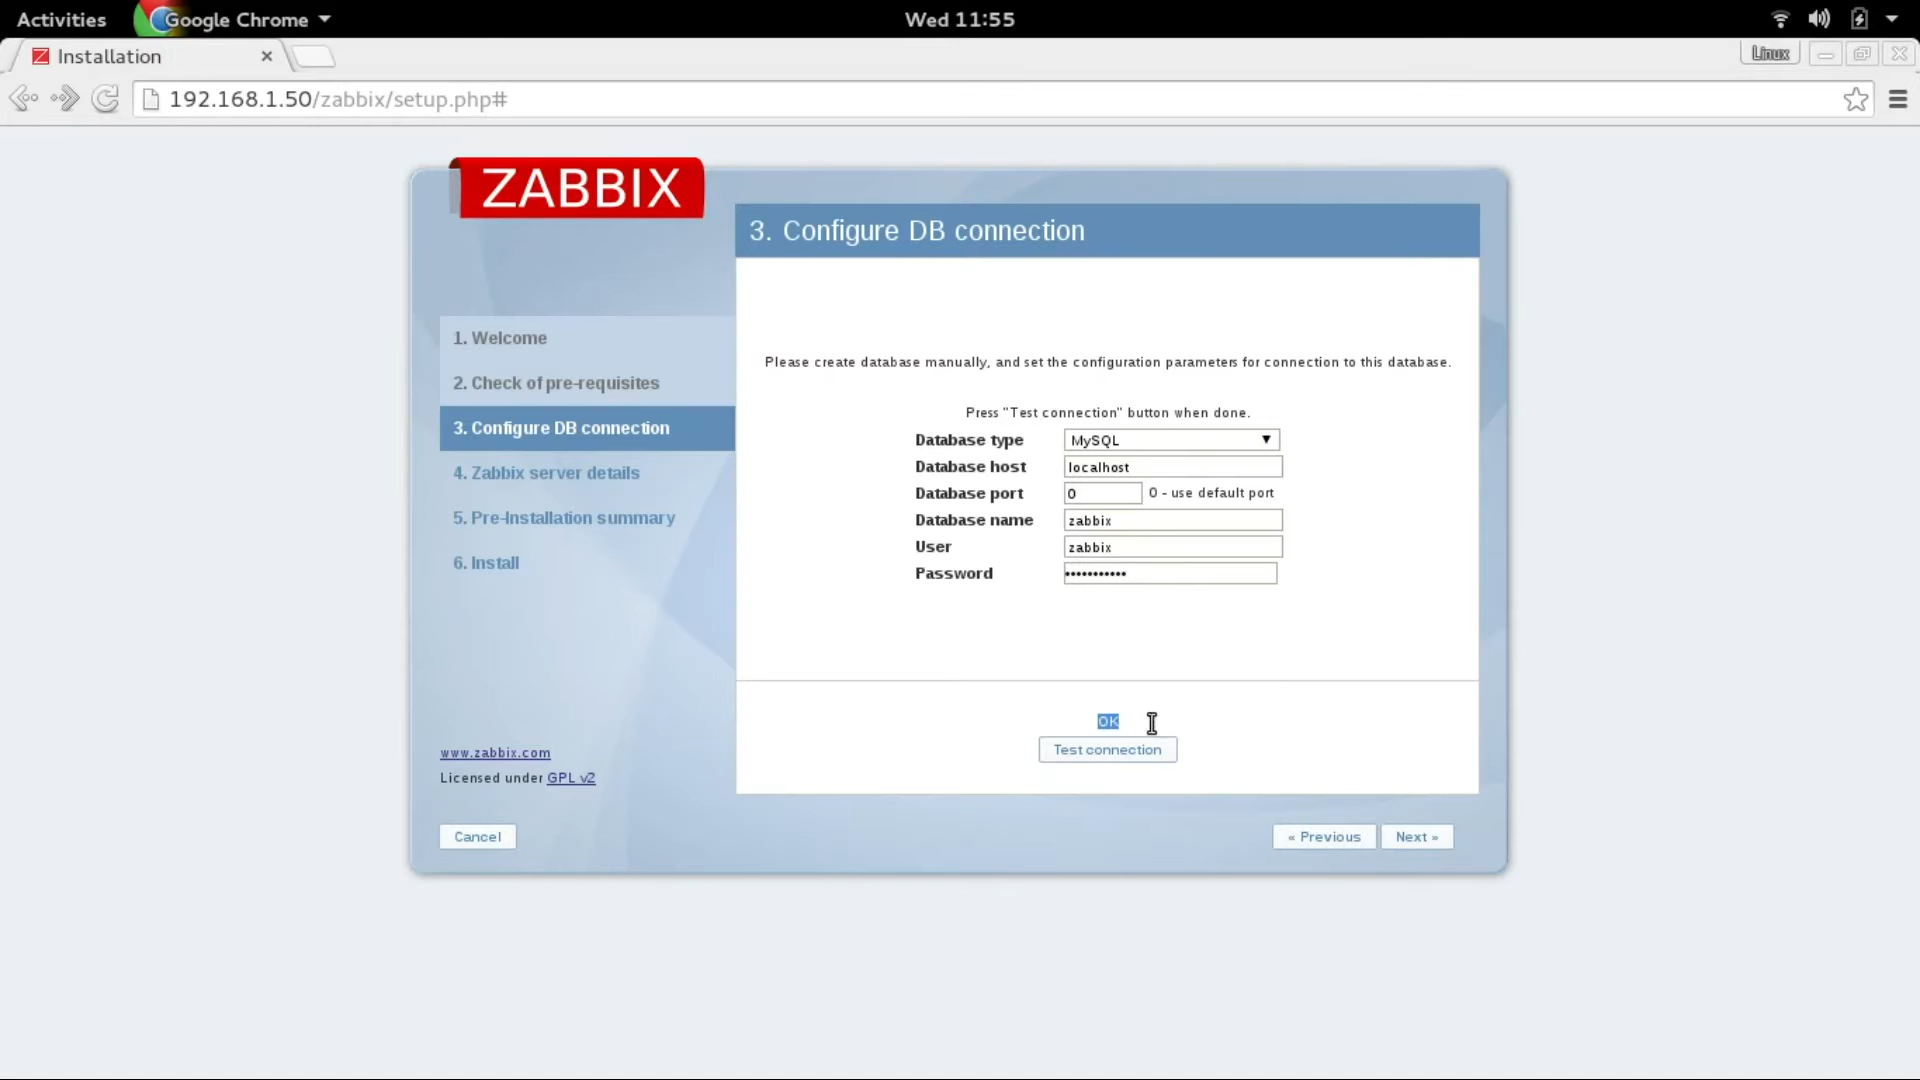 Activities
Google Chrome
Wed 11:55
Installation
Linux
192.168.1.50/zabbix/setup.php#
ZABBIX
3. Configure DB connection
1. Welcome
2. Check of pre-requisites
3. Configure DB connection
4. Zabbix server details
5. Pre-Installation summary
6. Install
Please create database manually, and set the configuration parameters for connection to this database.
Press "Test connection" button when done.
Database type MySQL
Database host localhost
Database port 0 0 - use default port
Database name zabbix
User zabbix
Password •••••••••••
OK
Test connection
www.zabbix.com
Licensed under GPL v2
Cancel
« Previous
Next »